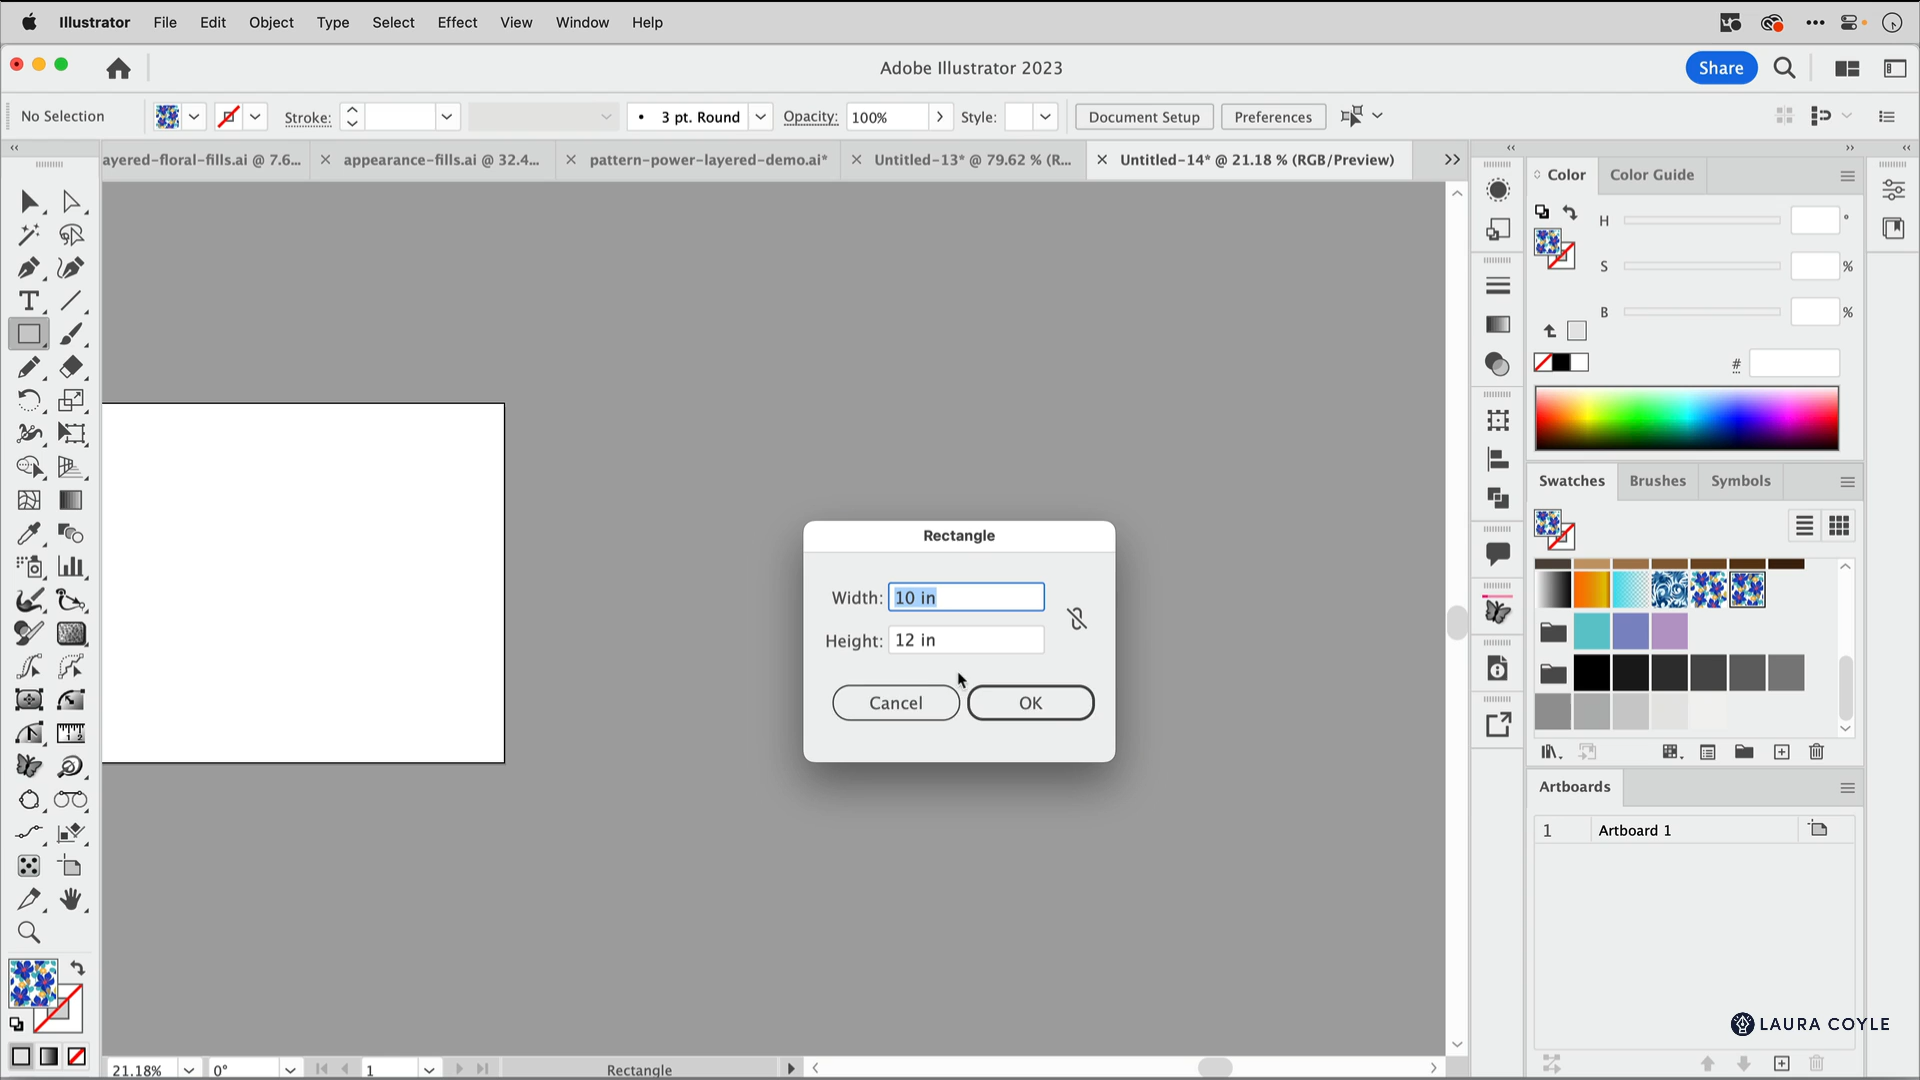 Illustrator File Edit Object Type Select Effect View Window Help
Adobe Illustrator 2023
Share
No Selection
Stroke:
3 pt. Round
Opacity:
100%
Style:
Document Setup
Preferences
ayered-floral-fills.ai @ 7.6...
appearance-fills.ai @ 32.4...
pattern-power-layered-demo.ai*
Untitled-13* @ 79.62 % (R...
Untitled-14* @ 21.18 % (RGB/Preview)
Color
Color Guide
H
°
S
%
B
%
#
Swatches
Brushes
Symbols
Rectangle
Width: 10 in
Height: 12 in
Cancel
OK
Artboards
1
Artboard 1
LAURA COYLE
21.18%
0°
1
Rectangle